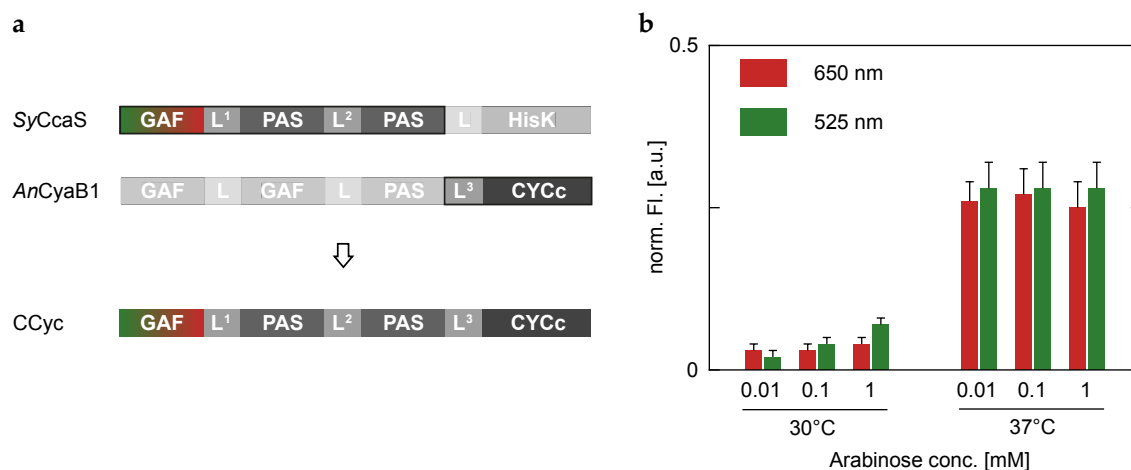 a
SyCcaS
GAF L¹ PAS L² PAS L HisK
AnCyaB1
GAF L GAF L PAS L³ CYCc
CCyc
GAF L¹ PAS L² PAS L³ CYCc
b
0.5
650 nm
525 nm
norm. Fl. [a.u.]
0
0.01 0.1 1 0.01 0.1 1
30°C 37°C
Arabinose conc. [mM]